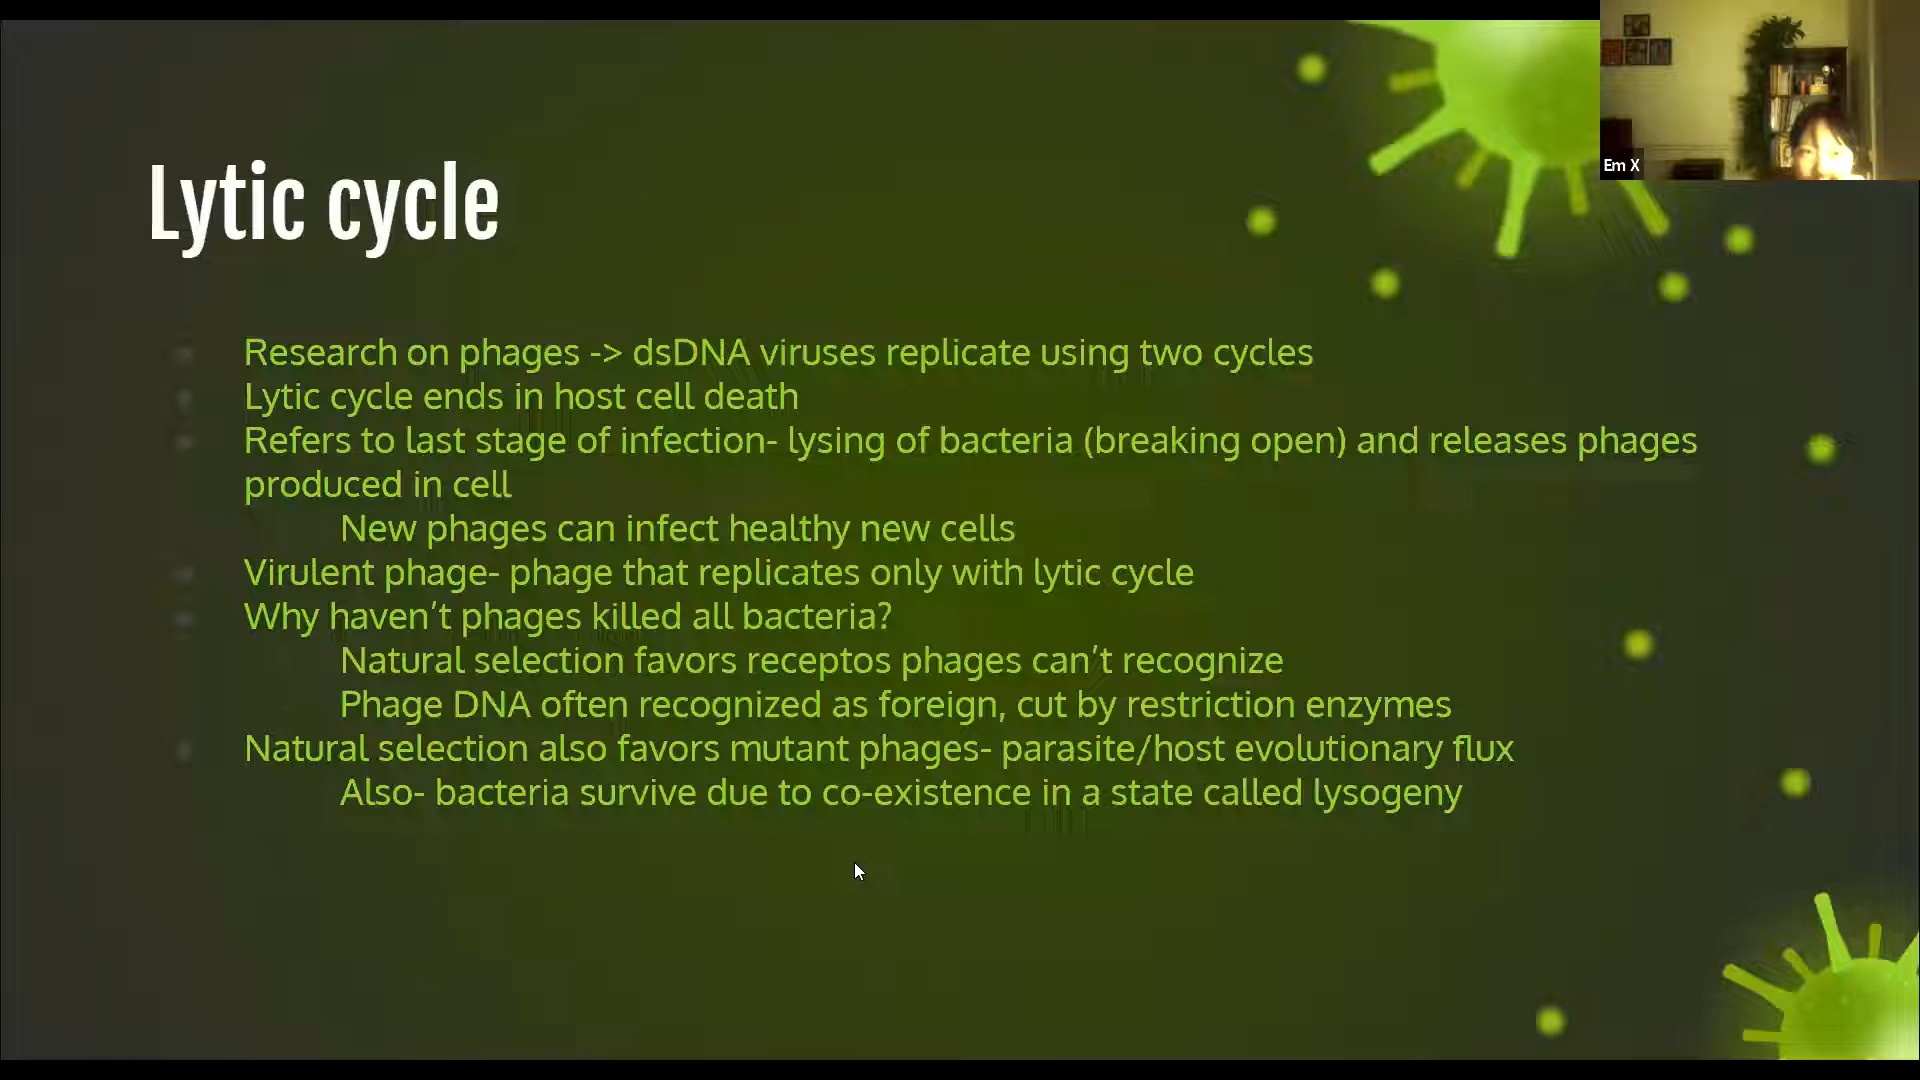 Em X
Lytic cycle
Research on phages -> dsDNA viruses replicate using two cycles
Lytic cycle ends in host cell death
Refers to last stage of infection- lysing of bacteria (breaking open) and releases phages
produced in cell
New phages can infect healthy new cells
Virulent phage- phage that replicates only with lytic cycle
Why haven't phages killed all bacteria?
Natural selection favors receptos phages can't recognize
Phage DNA often recognized as foreign, cut by restriction enzymes
Natural selection also favors mutant phages- parasite/host evolutionary flux
Also- bacteria survive due to co-existence in a state called lysogeny